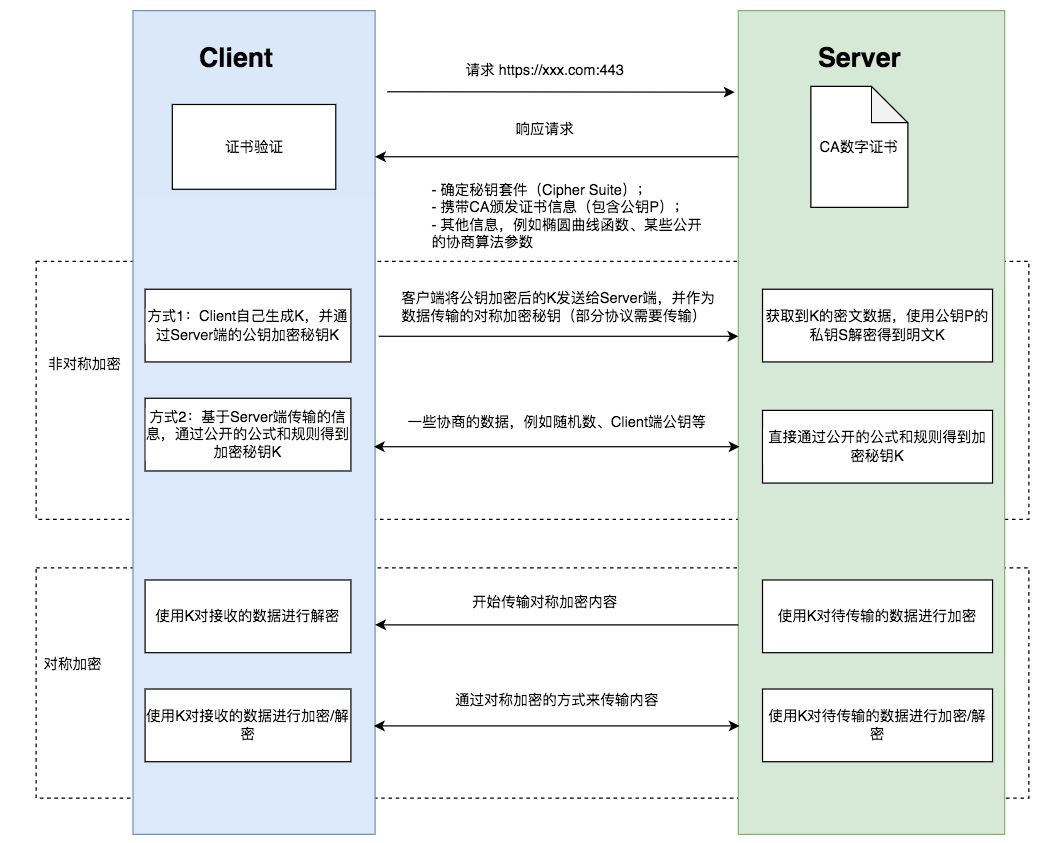 Client
Server
请求 https://xxx.com:443
证书验证
响应请求
CA数字证书
- 确定秘钥套件（Cipher Suite）；
- 携带CA颁发证书信息（包含公钥P）；
- 其他信息，例如椭圆曲线函数、某些公开
的协商算法参数
非对称加密
方式1：Client自己生成K，并通
过Server端的公钥加密秘钥K
客户端将公钥加密后的K发送给Server端，并作为
数据传输的对称加密秘钥（部分协议需要传输）
获取到K的密文数据，使用公钥P的
私钥S解密得到明文K
方式2：基于Server端传输的信
息，通过公开的公式和规则得到
加密秘钥K
一些协商的数据，例如随机数、Client端公钥等
直接通过公开的公式和规则得到加
密秘钥K
对称加密
使用K对接收的数据进行解密
开始传输对称加密内容
使用K对待传输的数据进行加密
使用K对接收的数据进行加密/解
密
通过对称加密的方式来传输内容
使用K对待传输的数据进行加密/解
密